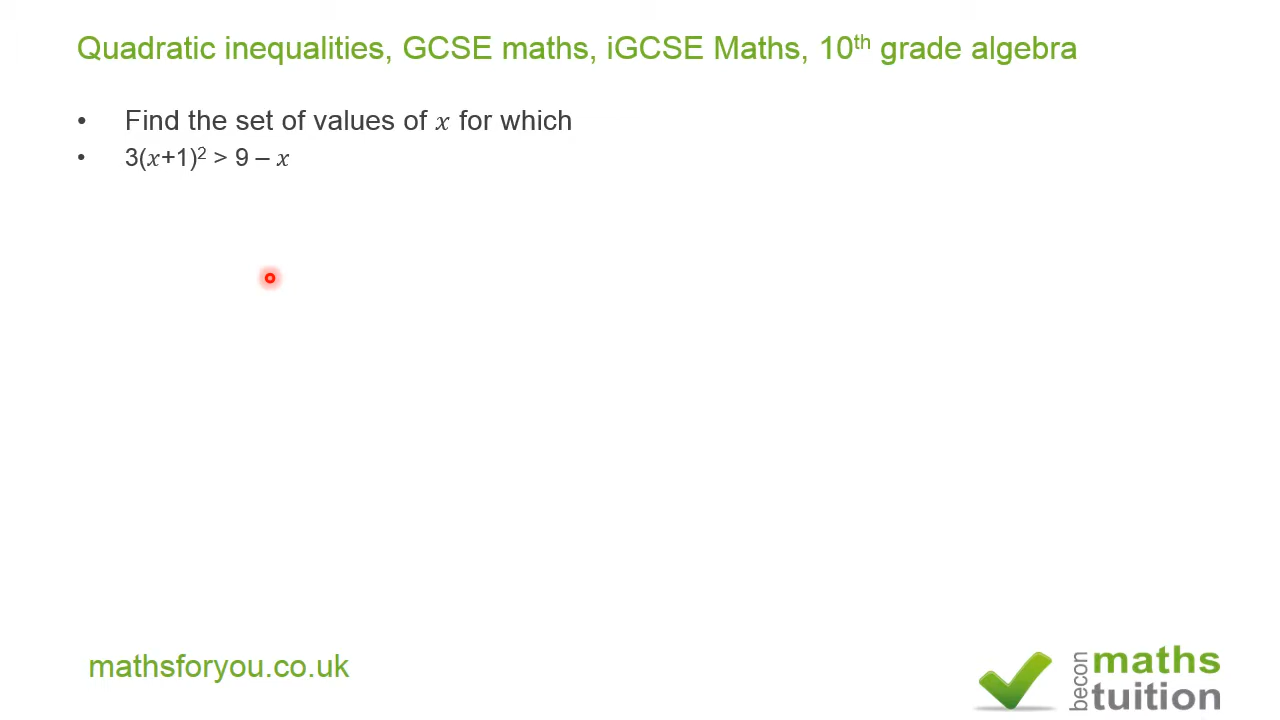 Quadratic inequalities, GCSE maths, iGCSE Maths, 10th grade algebra
• Find the set of values of x for which
• 3(x+1)² > 9 – x
mathsforyou.co.uk
becon
maths
tuition